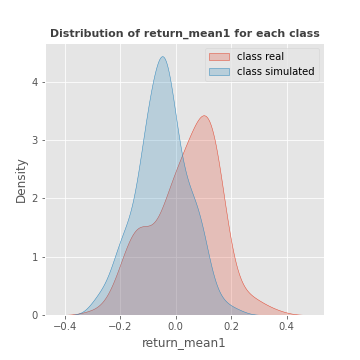 Distribution of return_mean1 for each class
class real
class simulated
Density
4
3
2
1
0
−0.4 −0.2 0.0 0.2 0.4
return_mean1